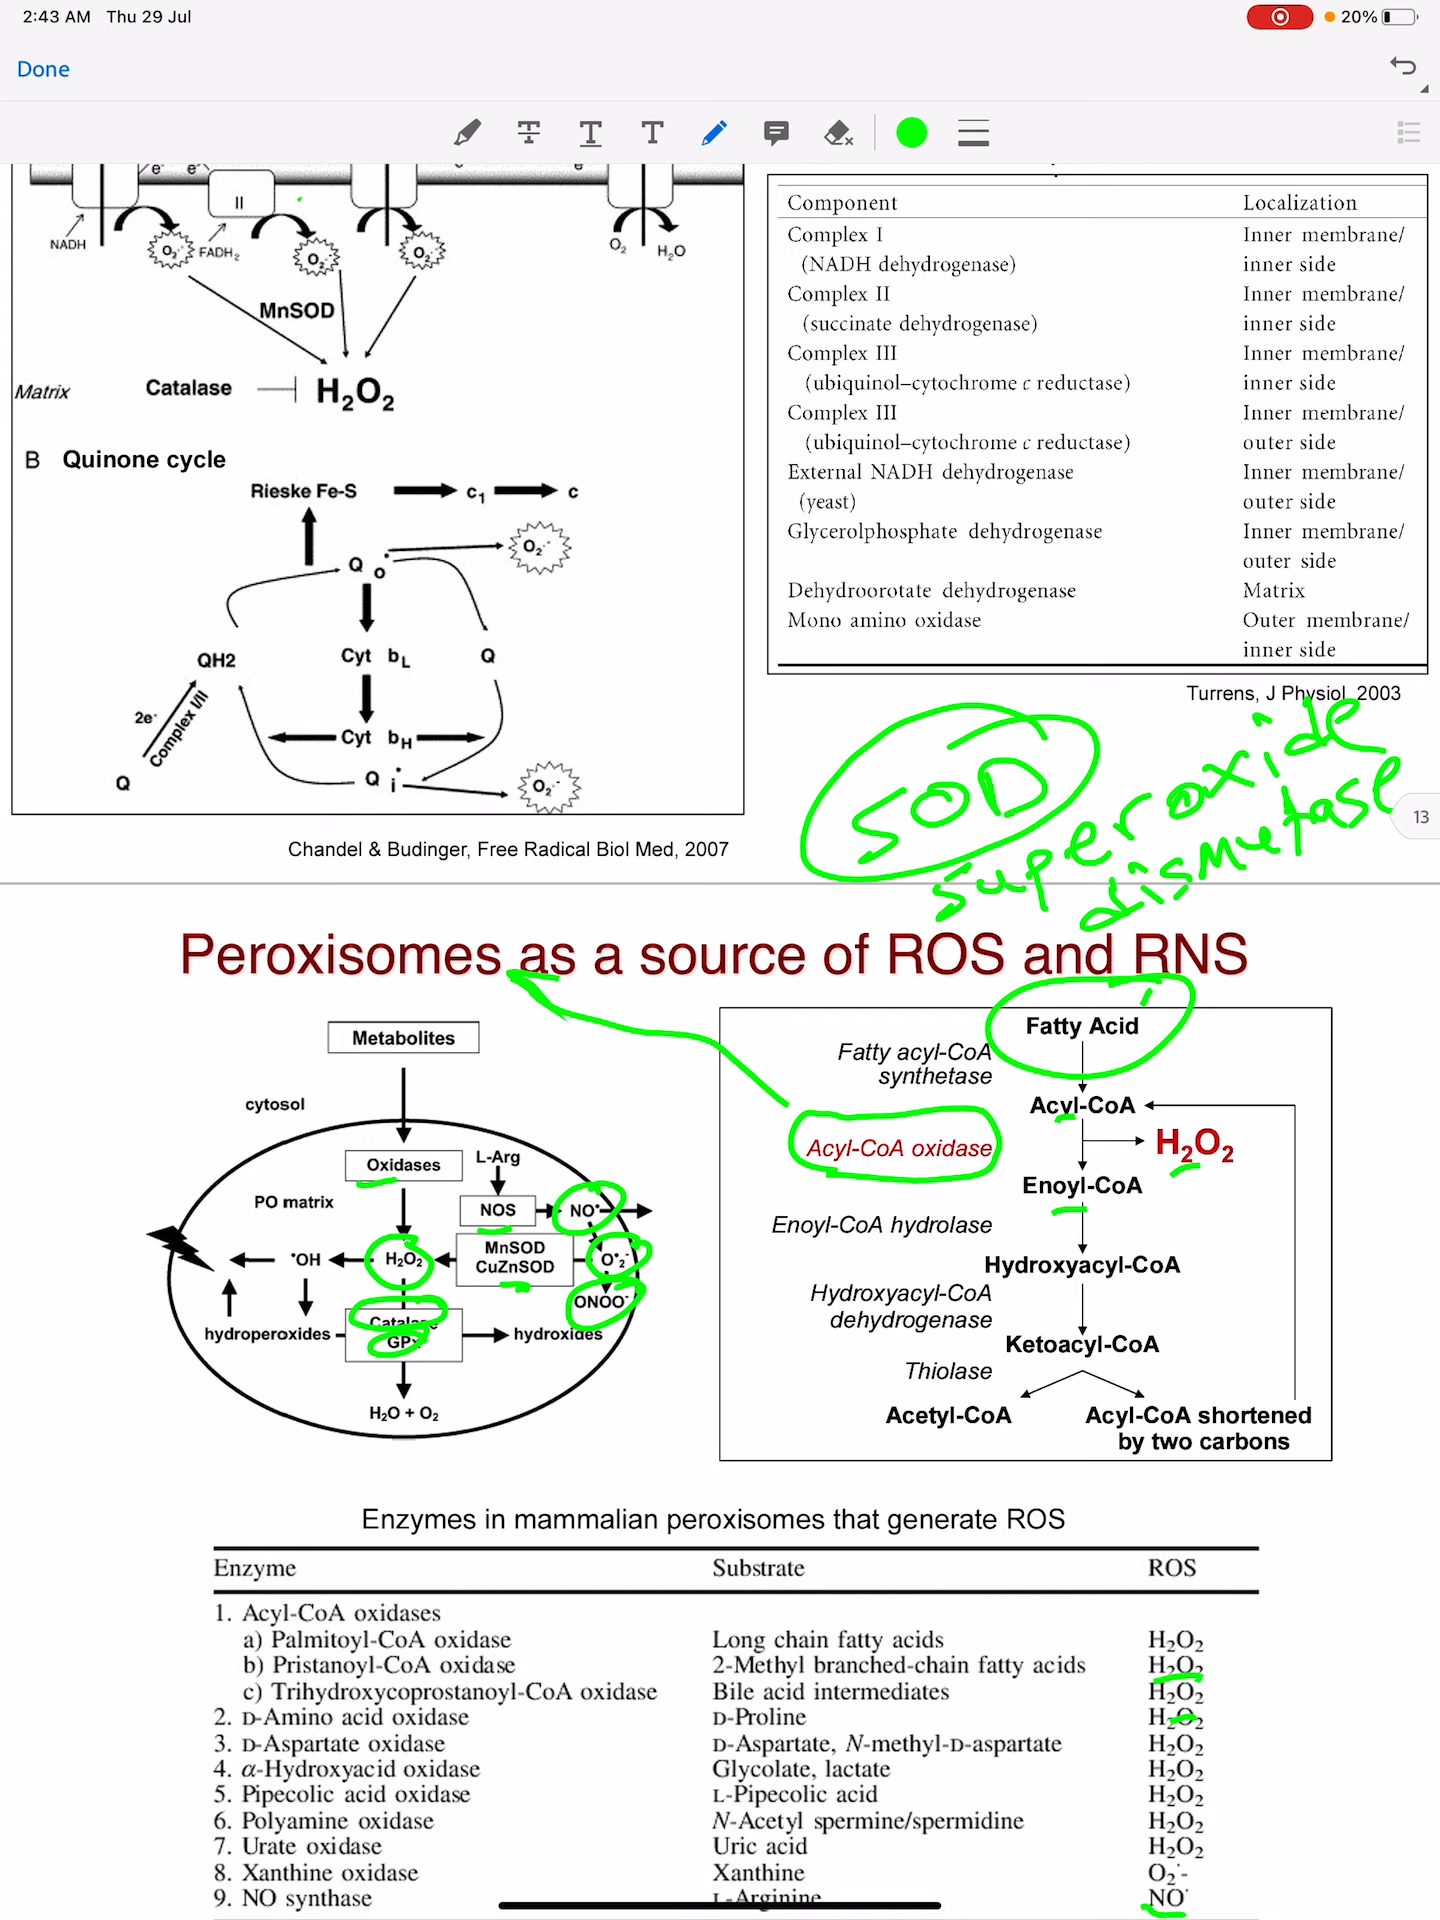 2:43 AM Thu 29 Jul
20%
Done
e⁻ e⁻
II
NADH
O₂·⁻
FADH₂
O₂·⁻
O₂·⁻
O₂
H₂O
MnSOD
Matrix
Catalase
H₂O₂
B Quinone cycle
Rieske Fe-S
c₁
c
Q o·
O₂·⁻
QH2
Cyt b_L
Q
2e⁻
Complex I/II
Cyt b_H
Q
Q i·
O₂·⁻
Chandel & Budinger, Free Radical Biol Med, 2007
Component Localization
Complex I Inner membrane/
(NADH dehydrogenase) inner side
Complex II Inner membrane/
(succinate dehydrogenase) inner side
Complex III Inner membrane/
(ubiquinol–cytochrome c reductase) inner side
Complex III Inner membrane/
(ubiquinol–cytochrome c reductase) outer side
External NADH dehydrogenase Inner membrane/
(yeast) outer side
Glycerolphosphate dehydrogenase Inner membrane/
outer side
Dehydroorotate dehydrogenase Matrix
Mono amino oxidase Outer membrane/
inner side
Turrens, J Physiol, 2003
SOD
superoxide
dismutase
13
Peroxisomes as a source of ROS and RNS
Metabolites
cytosol
Oxidases
L-Arg
PO matrix
NOS
NO·
·OH
H₂O₂
MnSOD
CuZnSOD
O·₂⁻
ONOO⁻
Catalase
GPx
hydroperoxides
hydroxides
H₂O + O₂
Fatty Acid
Fatty acyl-CoA
synthetase
Acyl-CoA
Acyl-CoA oxidase
H₂O₂
Enoyl-CoA
Enoyl-CoA hydrolase
Hydroxyacyl-CoA
Hydroxyacyl-CoA
dehydrogenase
Ketoacyl-CoA
Thiolase
Acetyl-CoA
Acyl-CoA shortened
by two carbons
Enzymes in mammalian peroxisomes that generate ROS
Enzyme Substrate ROS
1. Acyl-CoA oxidases
a) Palmitoyl-CoA oxidase Long chain fatty acids H₂O₂
b) Pristanoyl-CoA oxidase 2-Methyl branched-chain fatty acids H₂O₂
c) Trihydroxycoprostanoyl-CoA oxidase Bile acid intermediates H₂O₂
2. D-Amino acid oxidase D-Proline H₂O₂
3. D-Aspartate oxidase D-Aspartate, N-methyl-D-aspartate H₂O₂
4. α-Hydroxyacid oxidase Glycolate, lactate H₂O₂
5. Pipecolic acid oxidase L-Pipecolic acid H₂O₂
6. Polyamine oxidase N-Acetyl spermine/spermidine H₂O₂
7. Urate oxidase Uric acid H₂O₂
8. Xanthine oxidase Xanthine O₂·-
9. NO synthase L-Arginine NO·